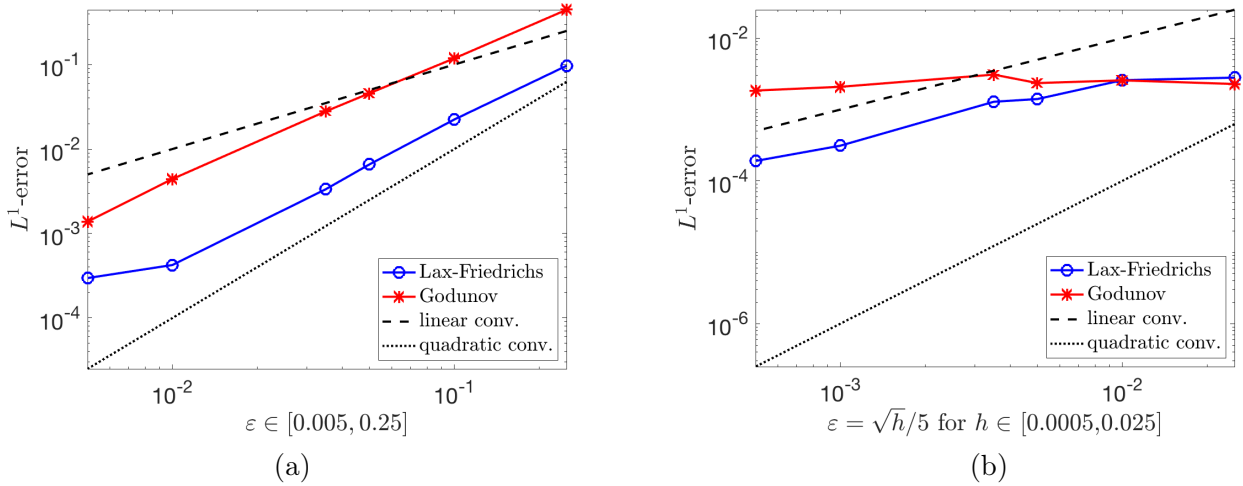 10⁻¹
10⁻²
10⁻³
10⁻⁴
L¹-error
Lax-Friedrichs
Godunov
linear conv.
quadratic conv.
10⁻²
10⁻¹
ε ∈ [0.005, 0.25]
(a)
10⁻²
10⁻⁴
10⁻⁶
L¹-error
Lax-Friedrichs
Godunov
linear conv.
quadratic conv.
10⁻³
10⁻²
ε = √h/5 for h ∈ [0.0005,0.025]
(b)